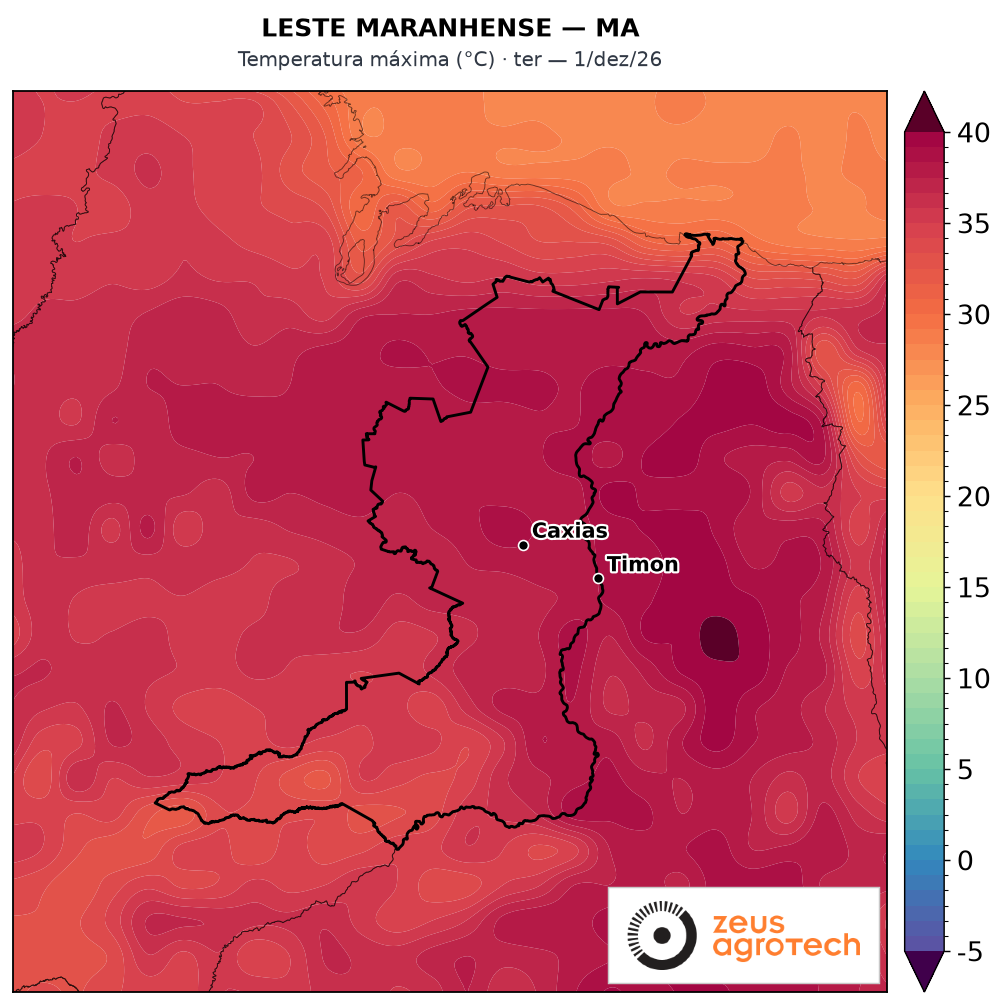 LESTE MARANHENSE — MA
Temperatura máxima (°C) · ter — 1/dez/26
40
35
30
25
20
15
10
5
0
-5
Caxias
Timon
zeus
agrotech